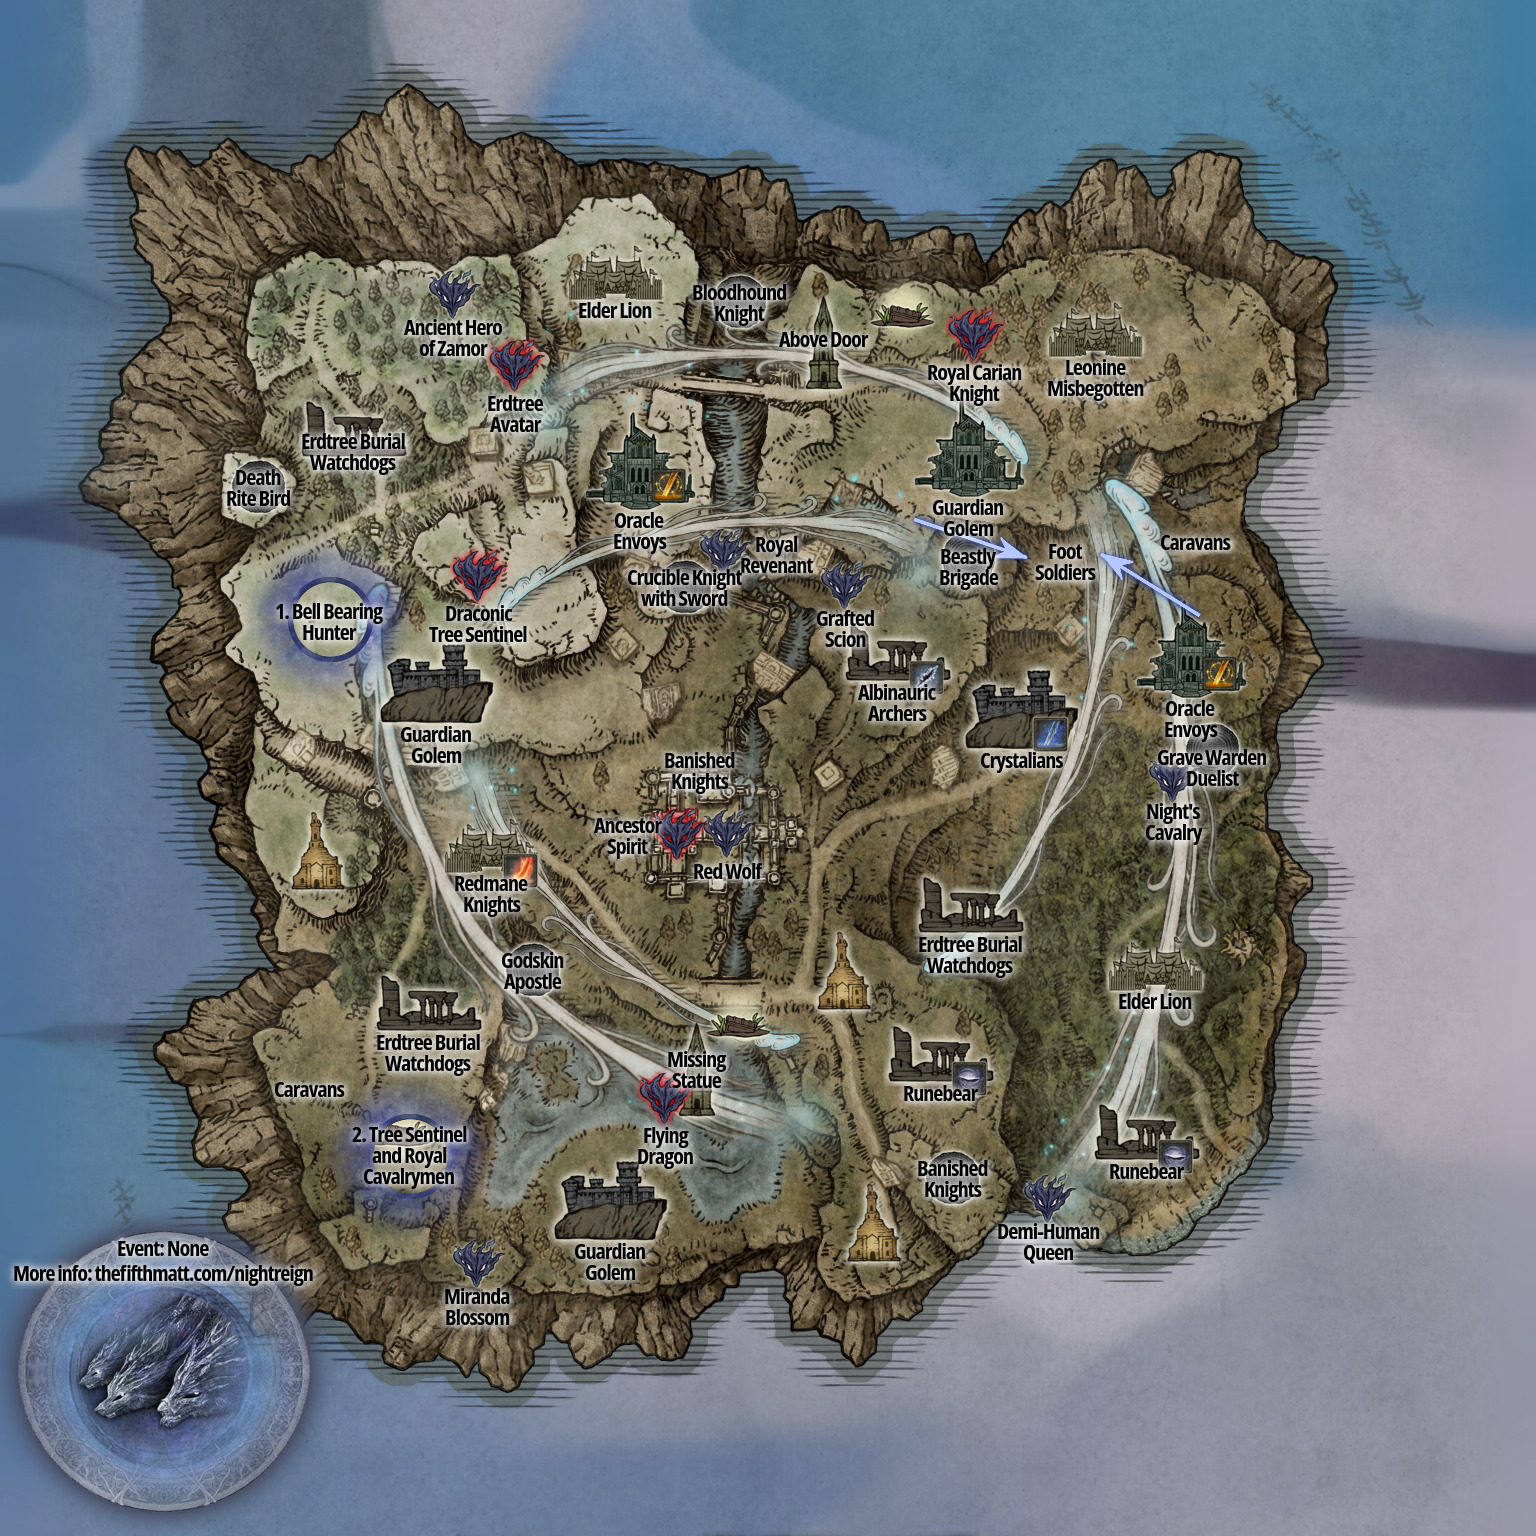 Elder Lion
Bloodhound
Knight
Ancient Hero
of Zamor
Above Door
Royal Carian
Knight
Leonine
Misbegotten
Erdtree
Avatar
Erdtree Burial
Watchdogs
Death
Rite Bird
Oracle
Envoys
Guardian
Golem
Caravans
Royal
Revenant
Beastly
Brigade
Foot
Soldiers
Crucible Knight
with Sword
1. Bell Bearing
Hunter
Draconic
Tree Sentinel
Grafted
Scion
Albinauric
Archers
Oracle
Envoys
Guardian
Golem
Crystalians
Grave Warden
Duelist
Banished
Knights
Night's
Cavalry
Ancestor
Spirit
Red Wolf
Redmane
Knights
Erdtree Burial
Watchdogs
Godskin
Apostle
Elder Lion
Erdtree Burial
Watchdogs
Missing
Statue
Caravans
Runebear
2. Tree Sentinel
and Royal
Cavalrymen
Flying
Dragon
Banished
Knights
Runebear
Demi-Human
Queen
Guardian
Golem
Miranda
Blossom
Event: None
More info: thefifthmatt.com/nightreign